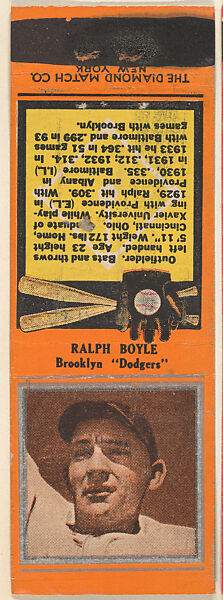 THE DIAMOND MATCH CO.
NEW YORK
Outfielder. Bats and throws
left handed. Age 23 height
5' 11". Weight 172 lbs. Home,
Cincinnati, Ohio. Graduate of
Xavier University. While play-
ing with Providence (E.L.) in
1929, Ralph hit .309. With
Providence and Albany in
1930, .335. Baltimore (I.L.)
in 1931, .312; 1932, .314. In
1933 he hit .364 in 51 games
with Baltimore and .299 in 93
games with Brooklyn.
RALPH BOYLE
Brooklyn "Dodgers"